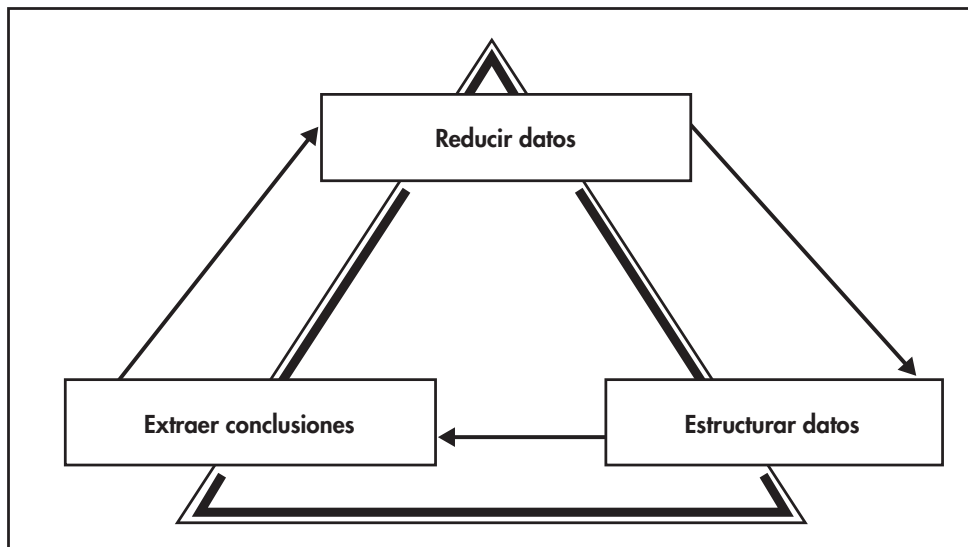 Reducir datos
Extraer conclusiones
Estructurar datos